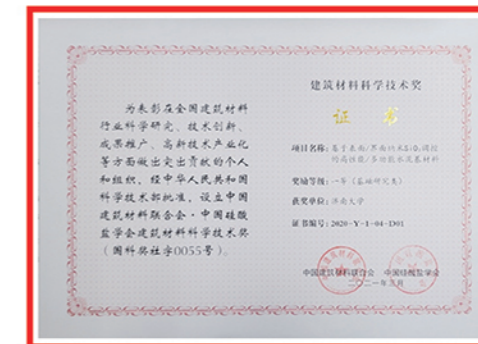 为表彰在全国建筑材料
行业科学研究、技术创新、
成果推广、高新技术产业化
等方面做出突出贡献的个人
和组织，经中华人民共和国
科学技术部批准，设立中国
建筑材料联合会·中国硅酸
盐学会建筑材料科学技术奖
（国科奖社字0055号）。
建筑材料科学技术奖
证 书
项目名称：基于表面/界面纳米SiO₂调控
的高性能/多功能水泥基材料
奖励等级：一等（基础研究类）
获奖单位：济南大学
证书编号：2020-Y-1-04-D01
中国建筑材料联合会 中国硅酸盐学会
二〇二一年五月